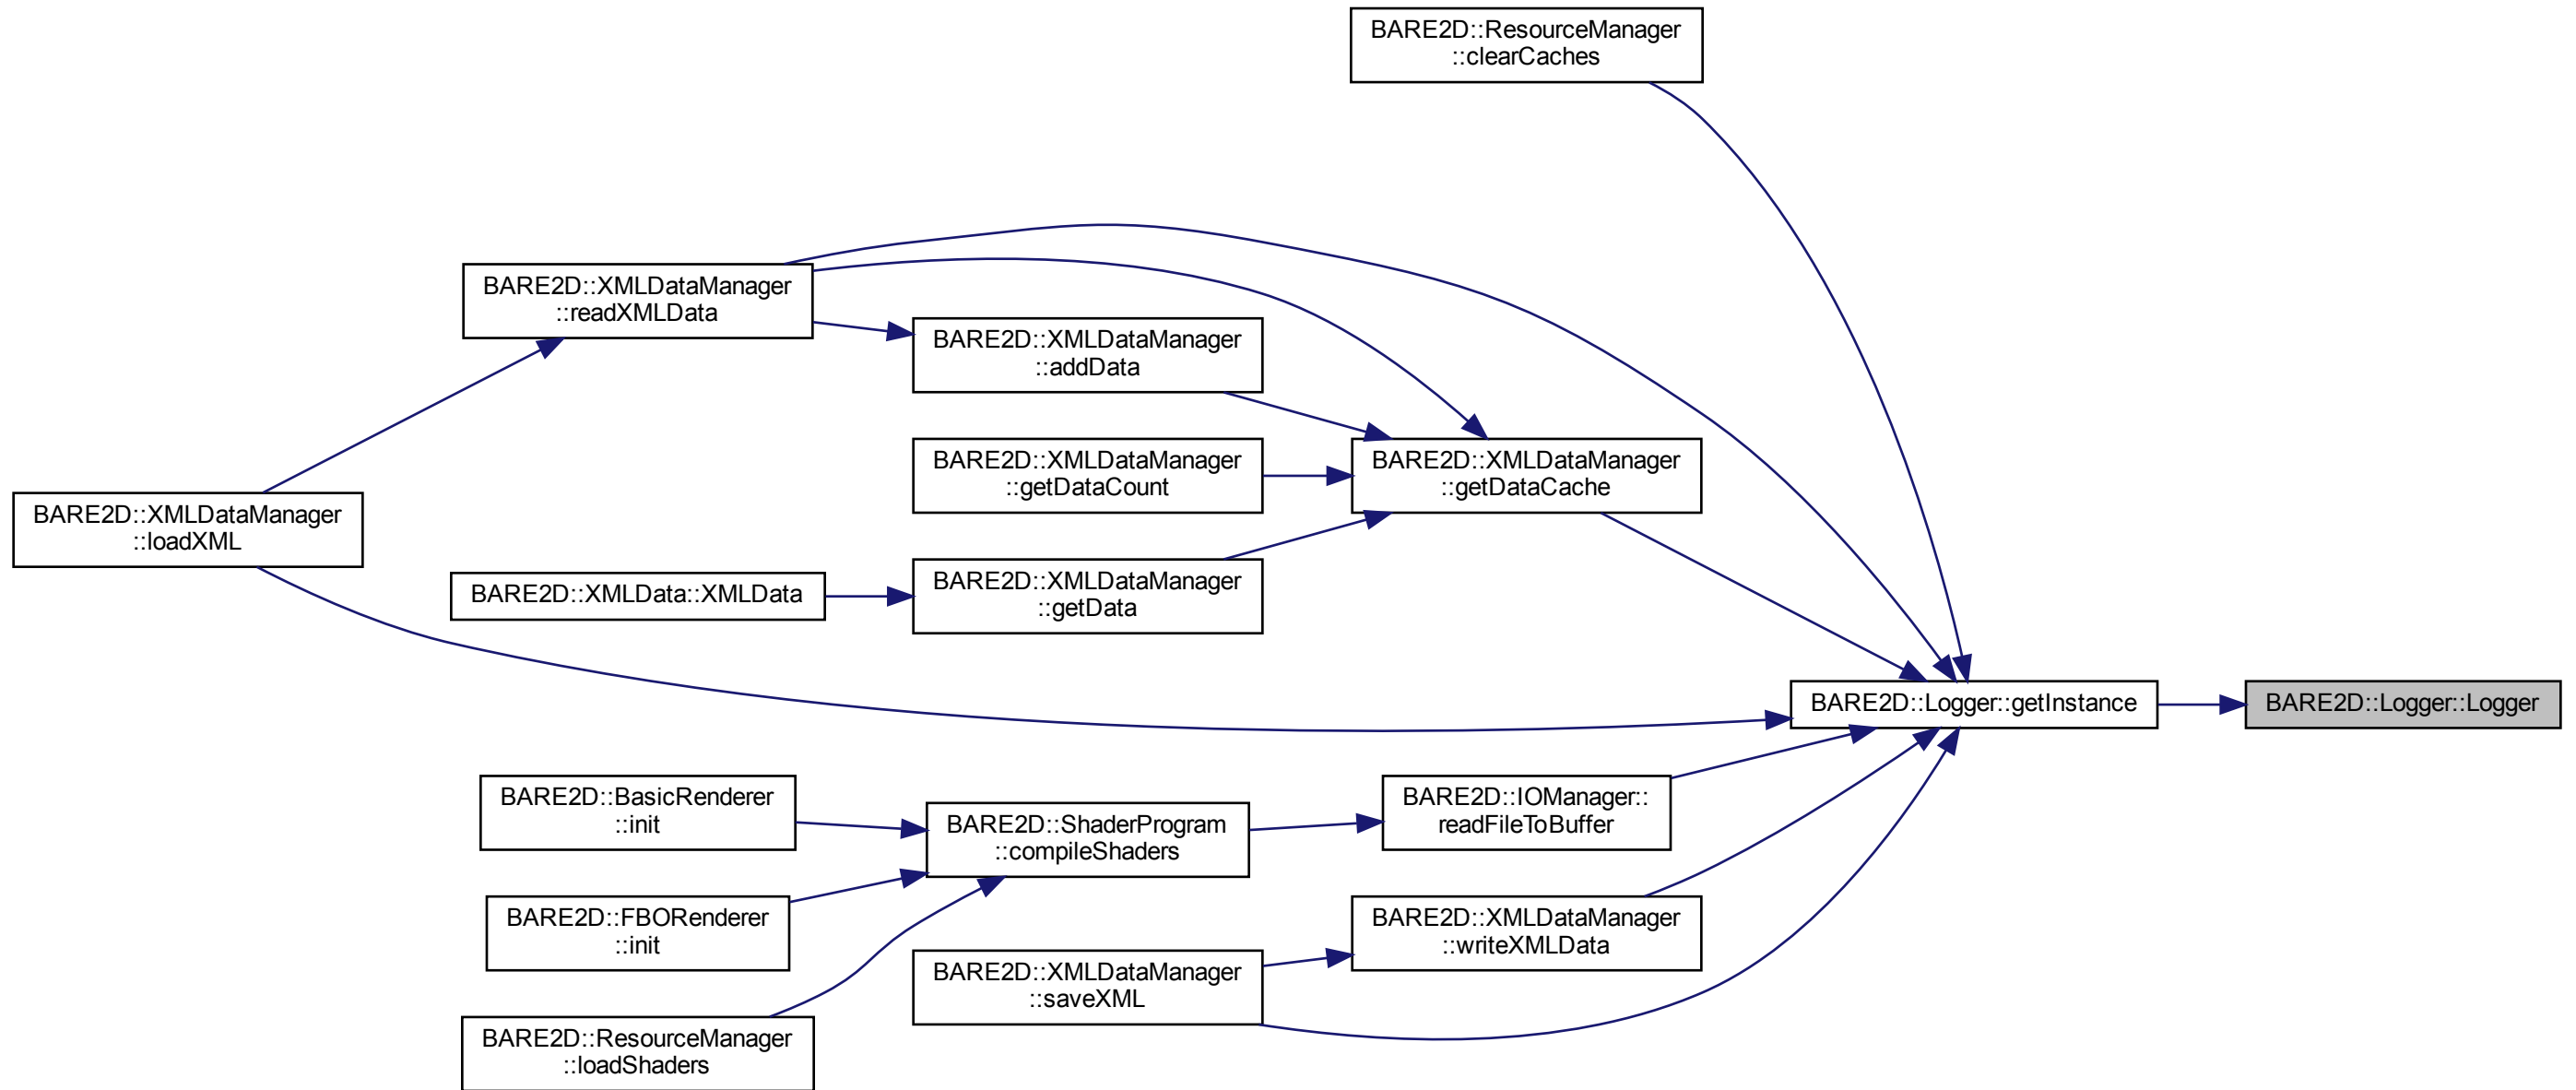 BARE2D::ResourceManager
::clearCaches
BARE2D::XMLDataManager
::readXMLData
BARE2D::XMLDataManager
::addData
BARE2D::XMLDataManager
::getDataCount
BARE2D::XMLDataManager
::getDataCache
BARE2D::XMLDataManager
::loadXML
BARE2D::XMLData::XMLData
BARE2D::XMLDataManager
::getData
BARE2D::Logger::getInstance
BARE2D::Logger::Logger
BARE2D::BasicRenderer
::init
BARE2D::ShaderProgram
::compileShaders
BARE2D::IOManager::
readFileToBuffer
BARE2D::FBORenderer
::init
BARE2D::XMLDataManager
::writeXMLData
BARE2D::XMLDataManager
::saveXML
BARE2D::ResourceManager
::loadShaders